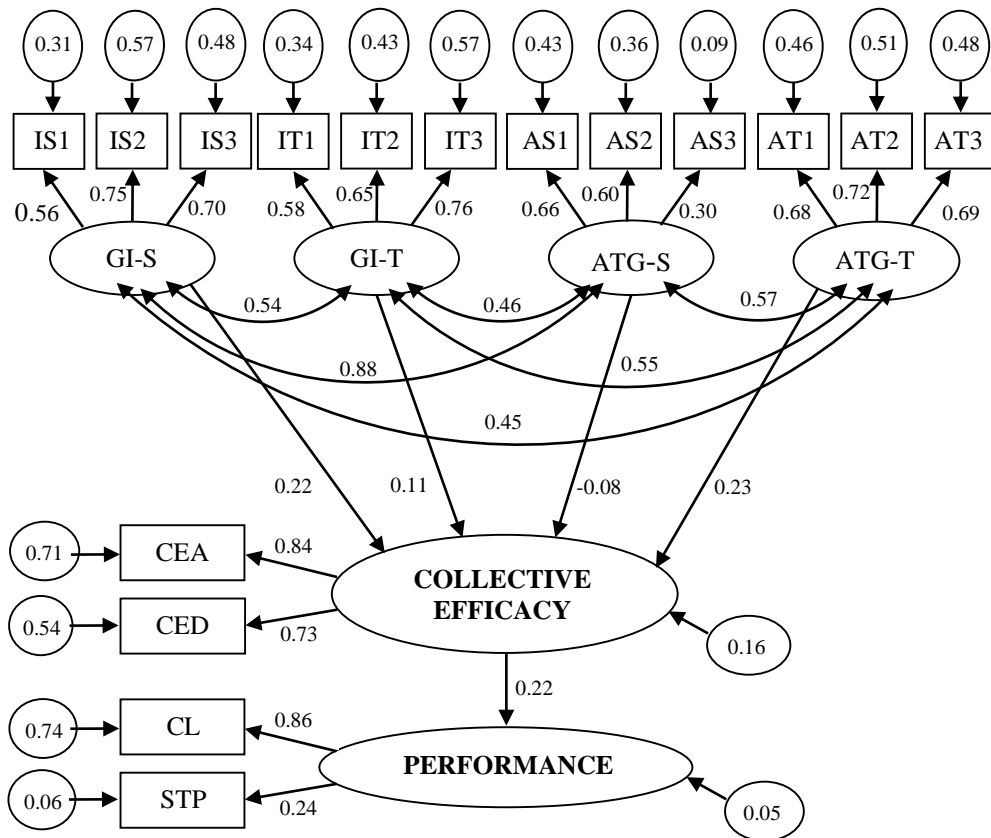 0.31 0.57 0.48 0.34 0.43 0.57 0.43 0.36 0.09 0.46 0.51 0.48
IS1 IS2 IS3 IT1 IT2 IT3 AS1 AS2 AS3 AT1 AT2 AT3
0.56 0.75 0.70 0.58 0.65 0.76 0.66 0.60 0.30 0.68 0.72 0.69
GI-S GI-T ATG-S ATG-T
0.54 0.46 0.57
0.88 0.55
0.45
0.22 0.11 -0.08 0.23
0.71 CEA 0.84
COLLECTIVE
EFFICACY
0.54 CED 0.73
0.16
0.22
0.74 CL 0.86
PERFORMANCE
0.06 STP 0.24
0.05